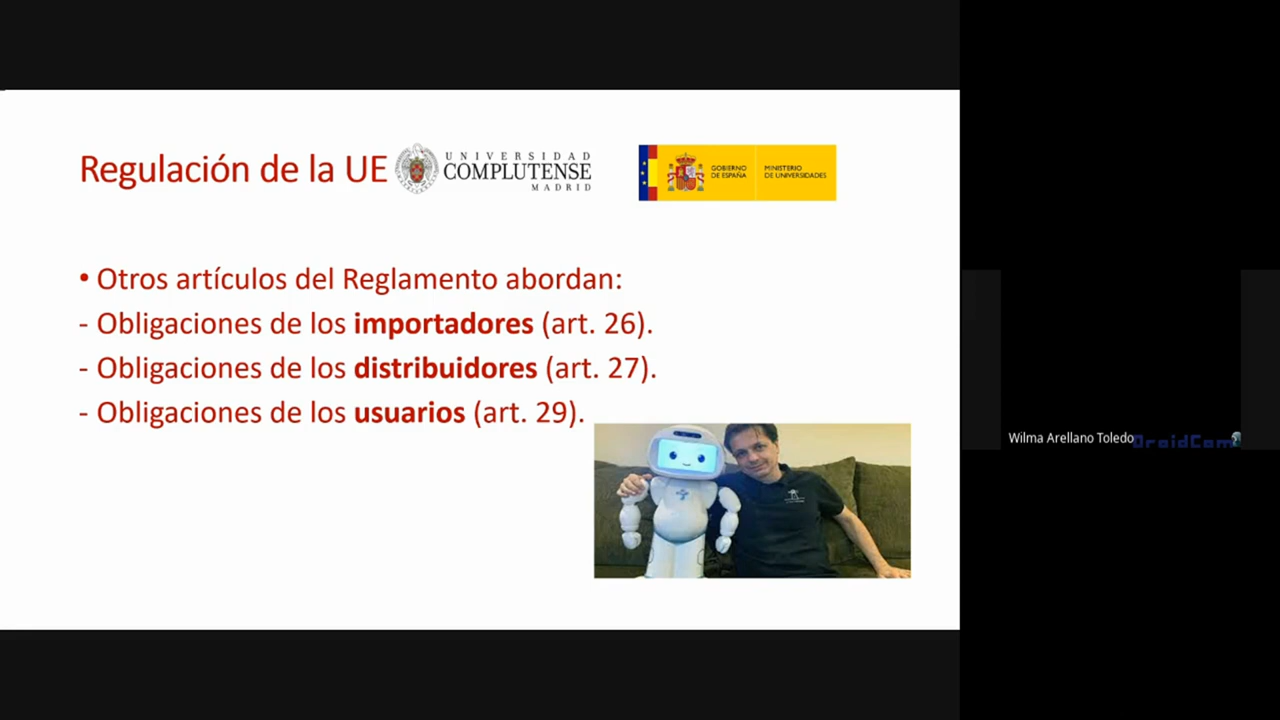 Regulación de la UE
UNIVERSIDAD
COMPLUTENSE
MADRID
GOBIERNO
DE ESPAÑA
MINISTERIO
DE UNIVERSIDADES
• Otros artículos del Reglamento abordan:
- Obligaciones de los importadores (art. 26).
- Obligaciones de los distribuidores (art. 27).
- Obligaciones de los usuarios (art. 29).
Wilma Arellano Toledo
DroidCam